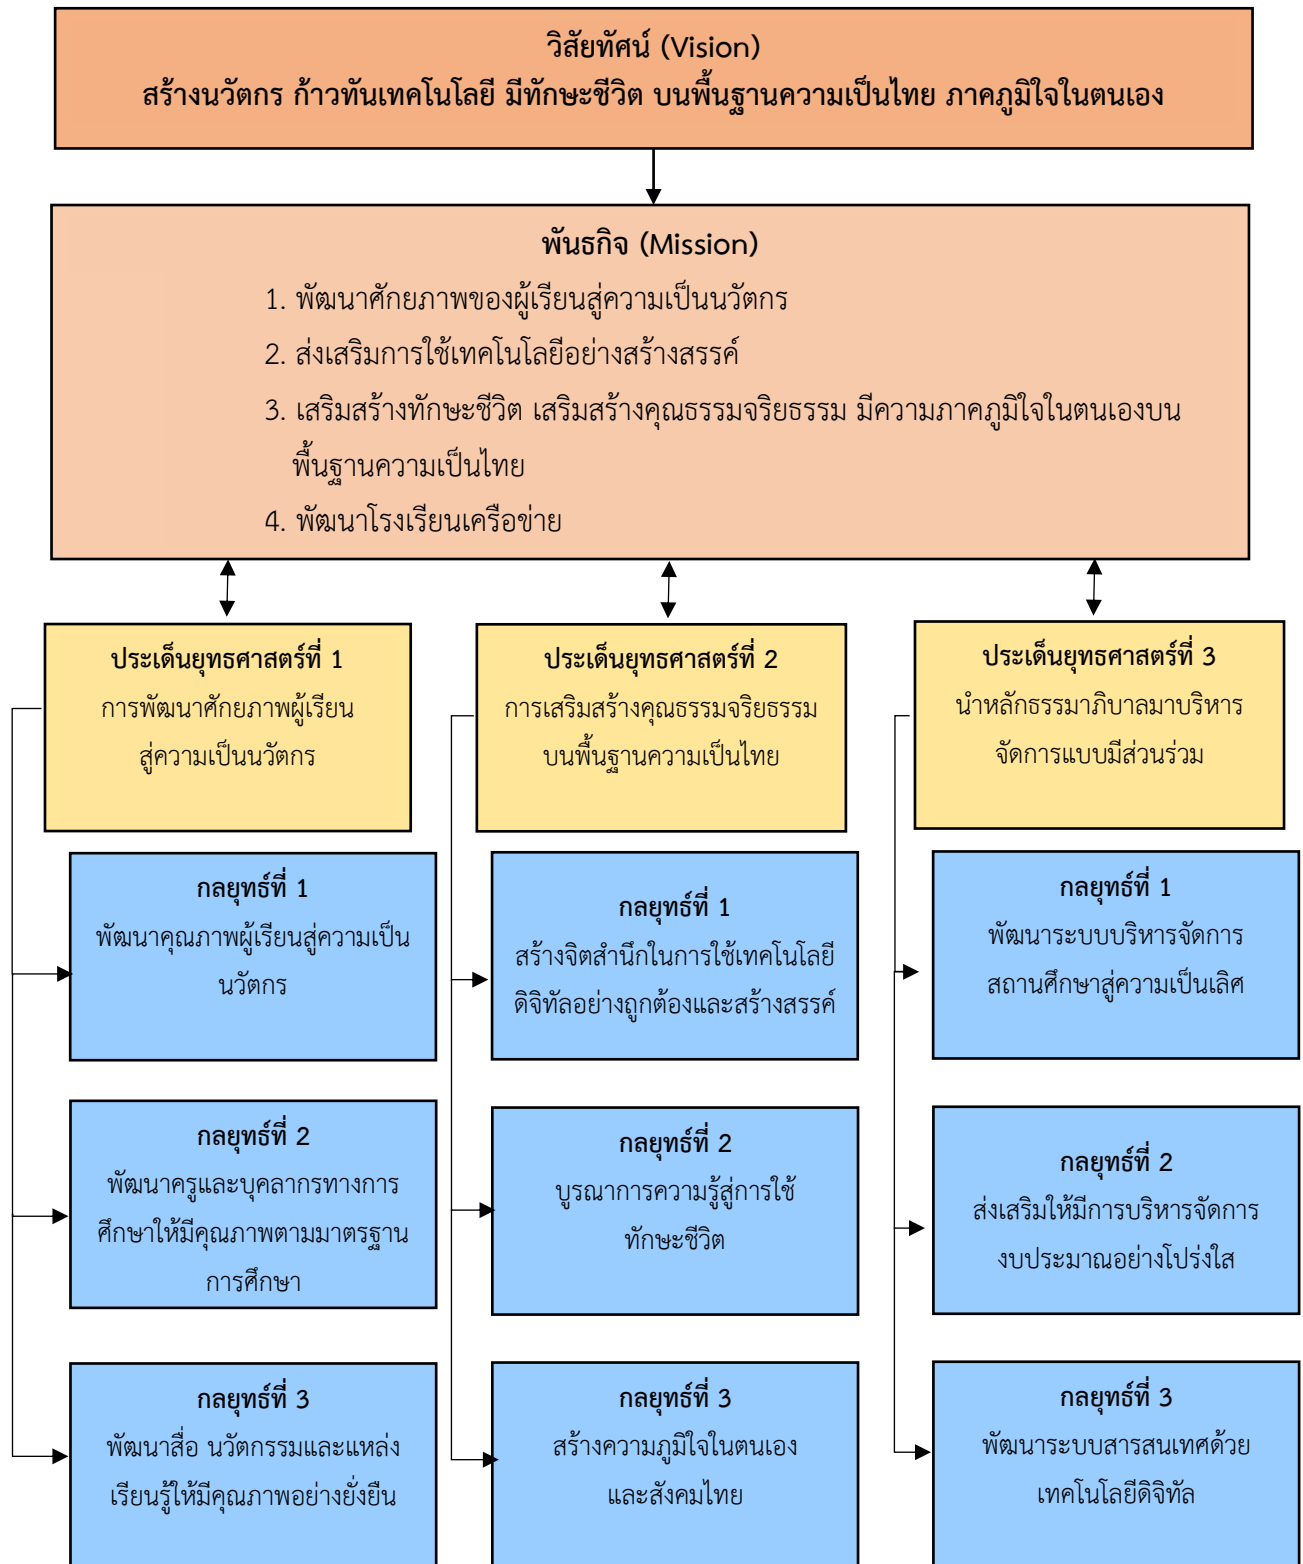 วิสัยทัศน์ (Vision)
สร้างนวัตกร ก้าวทันเทคโนโลยี มีทักษะชีวิต บนพื้นฐานความเป็นไทย ภาคภูมิใจในตนเอง
พันธกิจ (Mission)
1. พัฒนาศักยภาพของผู้เรียนสู่ความเป็นนวัตกร
2. ส่งเสริมการใช้เทคโนโลยีอย่างสร้างสรรค์
3. เสริมสร้างทักษะชีวิต เสริมสร้างคุณธรรมจริยธรรม มีความภาคภูมิใจในตนเองบน
พื้นฐานความเป็นไทย
4. พัฒนาโรงเรียนเครือข่าย
ประเด็นยุทธศาสตร์ที่ 1
การพัฒนาศักยภาพผู้เรียน
สู่ความเป็นนวัตกร
กลยุทธ์ที่ 1
พัฒนาคุณภาพผู้เรียนสู่ความเป็น
นวัตกร
กลยุทธ์ที่ 2
พัฒนาครูและบุคลากรทางการ
ศึกษาให้มีคุณภาพตามมาตรฐาน
การศึกษา
กลยุทธ์ที่ 3
พัฒนาสื่อ นวัตกรรมและแหล่ง
เรียนรู้ให้มีคุณภาพอย่างยั่งยืน
ประเด็นยุทธศาสตร์ที่ 2
การเสริมสร้างคุณธรรมจริยธรรม
บนพื้นฐานความเป็นไทย
กลยุทธ์ที่ 1
สร้างจิตสำนึกในการใช้เทคโนโลยี
ดิจิทัลอย่างถูกต้องและสร้างสรรค์
กลยุทธ์ที่ 2
บูรณาการความรู้สู่การใช้
ทักษะชีวิต
กลยุทธ์ที่ 3
สร้างความภูมิใจในตนเอง
และสังคมไทย
ประเด็นยุทธศาสตร์ที่ 3
นำหลักธรรมาภิบาลมาบริหาร
จัดการแบบมีส่วนร่วม
กลยุทธ์ที่ 1
พัฒนาระบบบริหารจัดการ
สถานศึกษาสู่ความเป็นเลิศ
กลยุทธ์ที่ 2
ส่งเสริมให้มีการบริหารจัดการ
งบประมาณอย่างโปร่งใส
กลยุทธ์ที่ 3
พัฒนาระบบสารสนเทศด้วย
เทคโนโลยีดิจิทัล